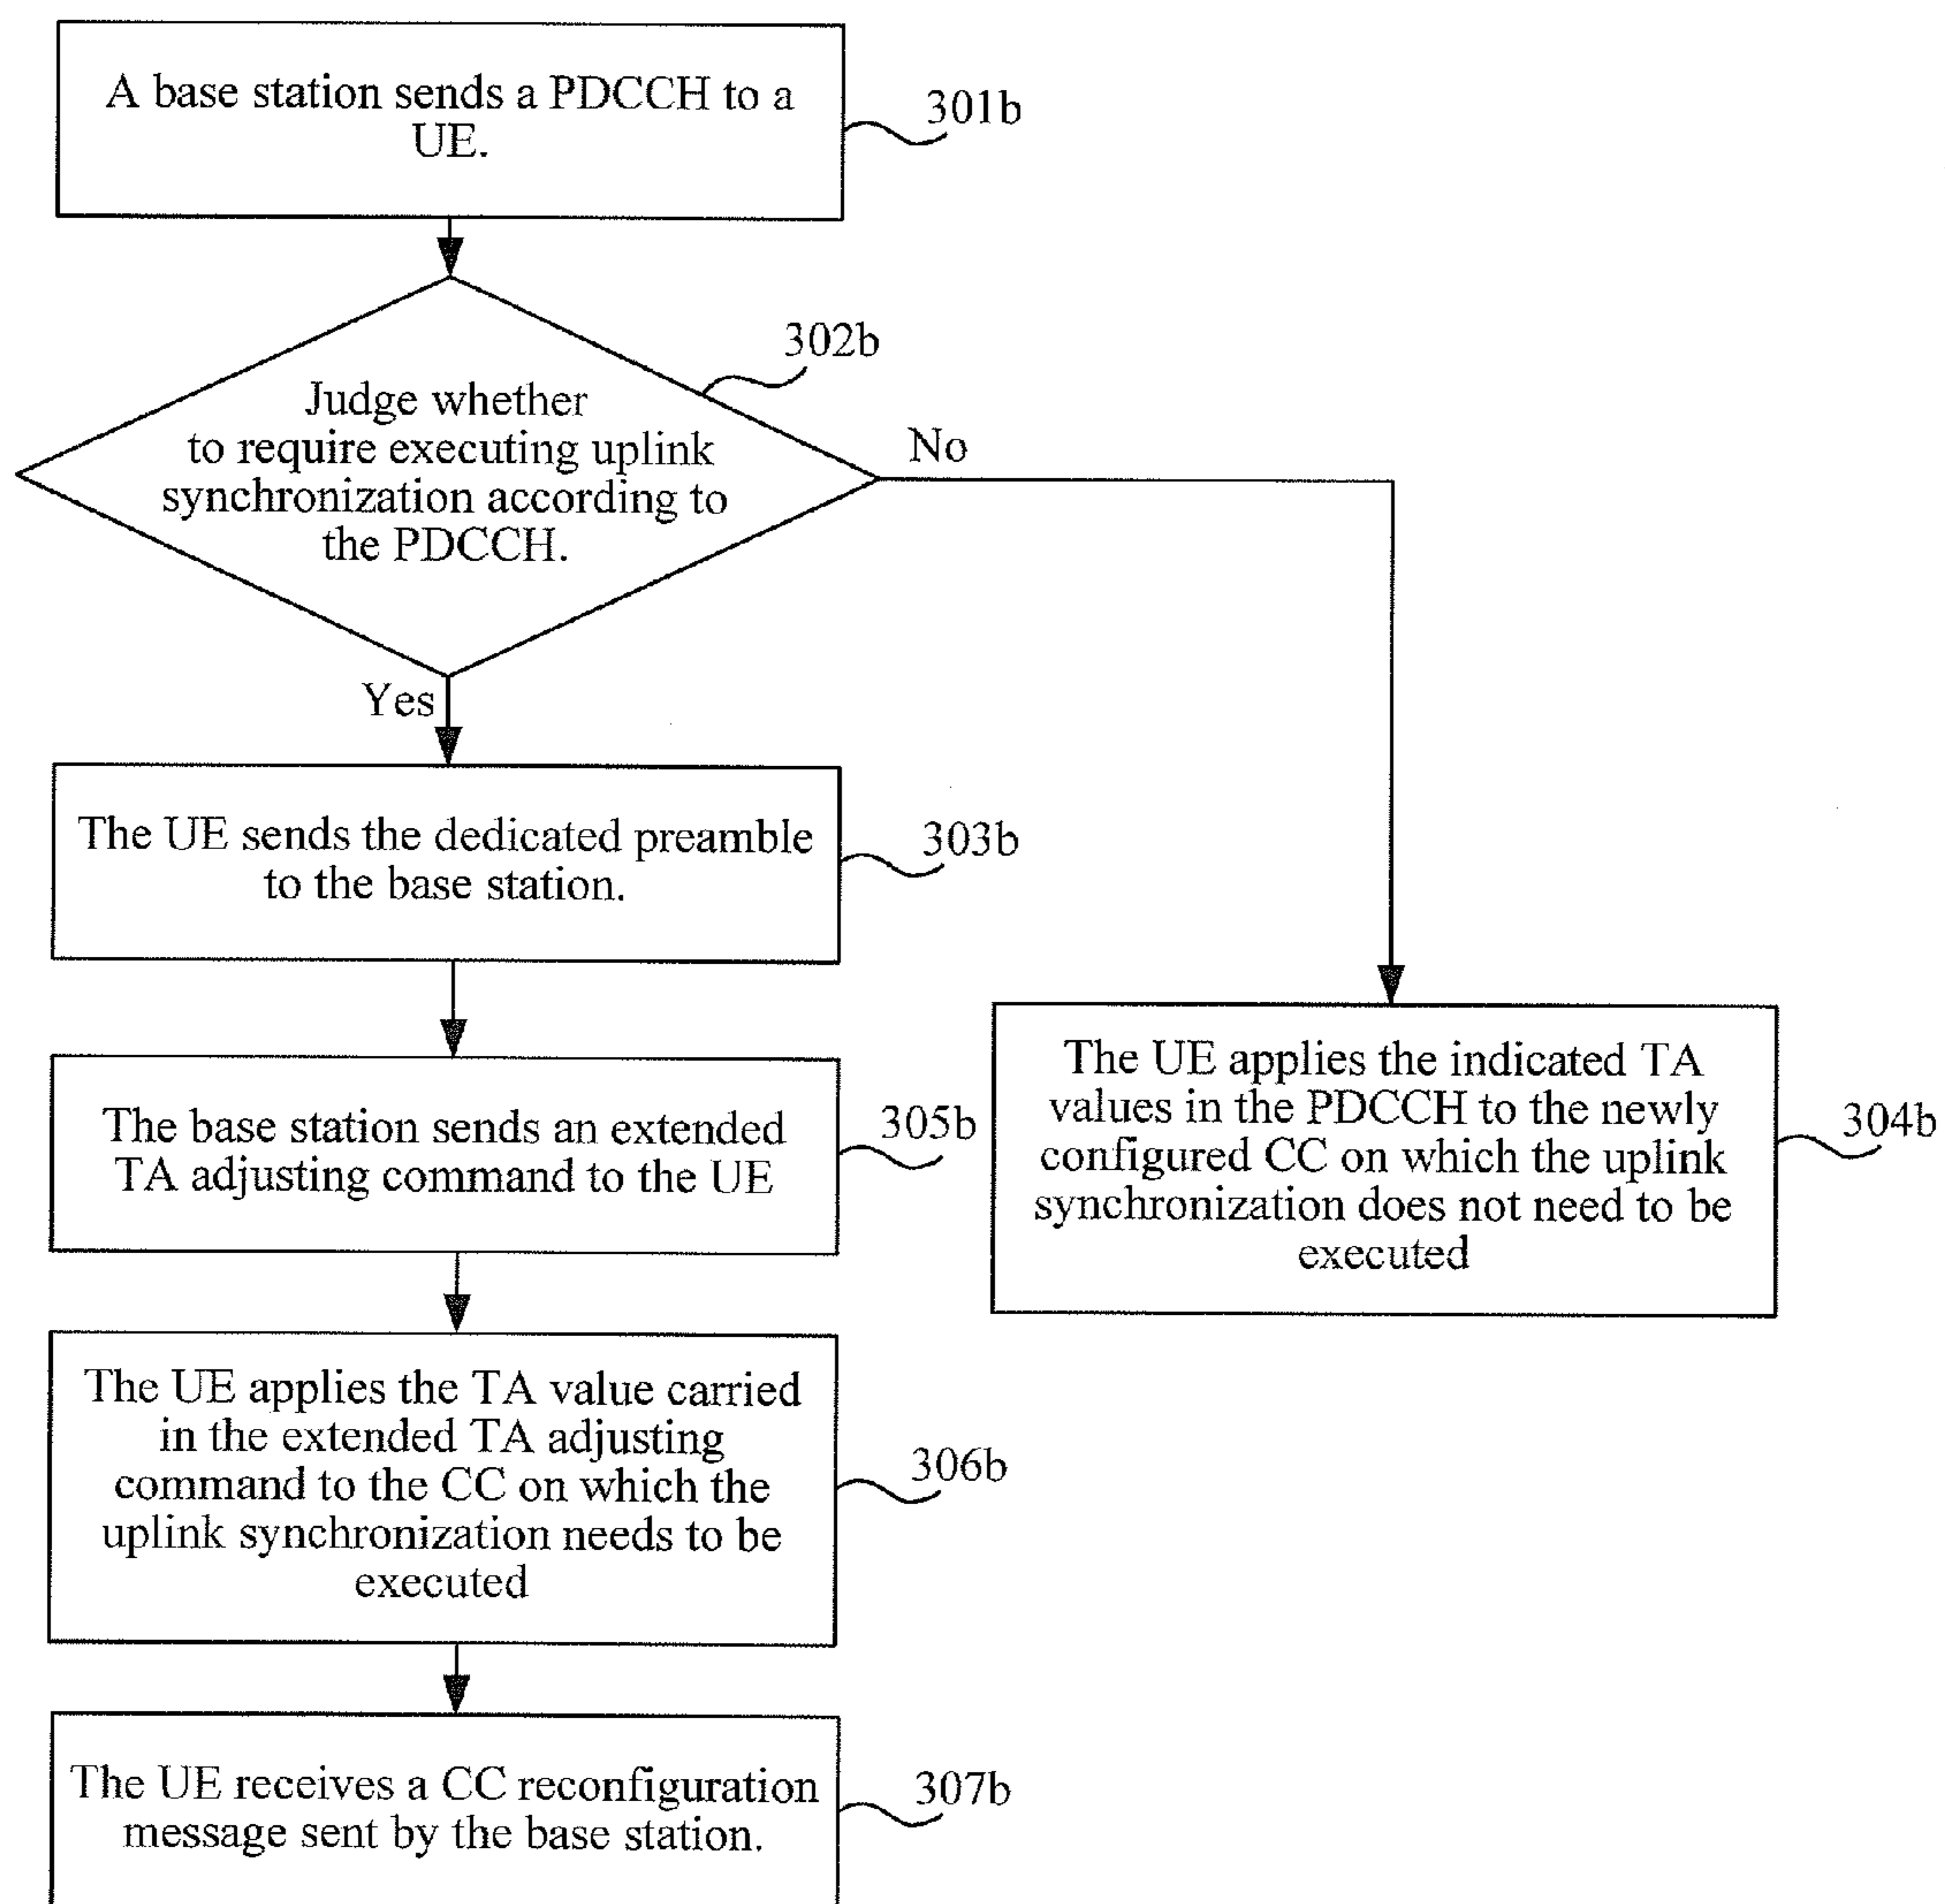 A base station sends a PDCCH to a
UE.
301b
302b
Judge whether
to require executing uplink
synchronization according to
the PDCCH.
No
Yes
The UE sends the dedicated preamble
to the base station.
303b
The base station sends an extended
TA adjusting command to the UE
305b
The UE applies the indicated TA
values in the PDCCH to the newly
configured CC on which the uplink
synchronization does not need to be
executed
304b
The UE applies the TA value carried
in the extended TA adjusting
command to the CC on which the
uplink synchronization needs to be
executed
306b
The UE receives a CC reconfiguration
message sent by the base station.
307b